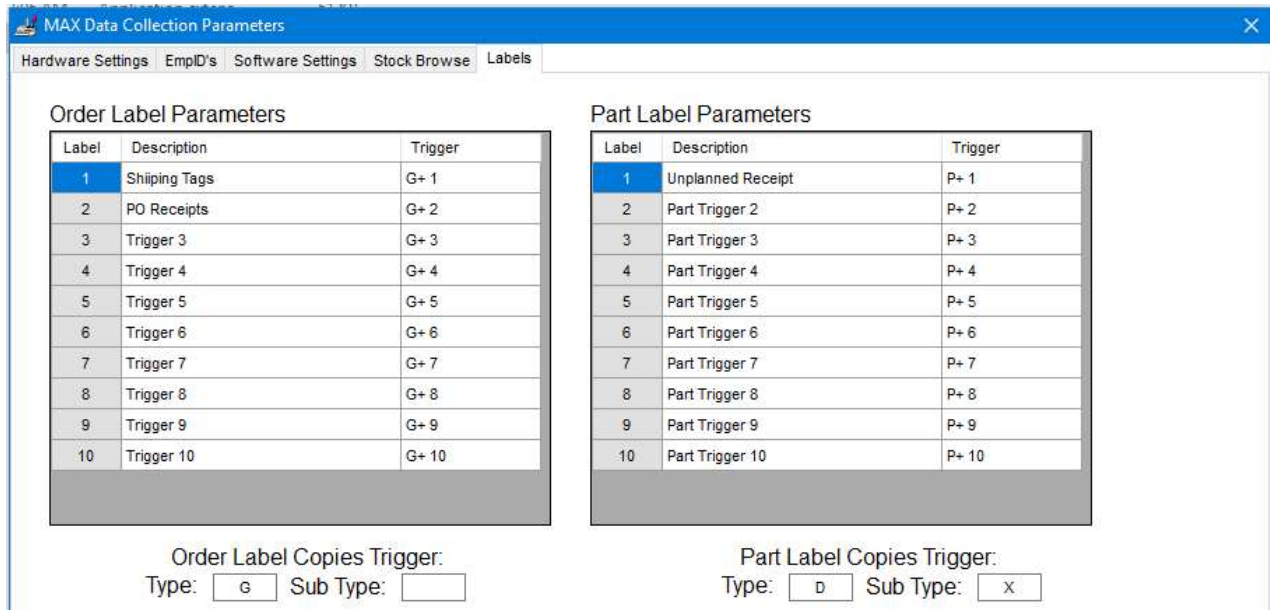 MAX Data Collection Parameters
Hardware Settings EmpID's Software Settings Stock Browse Labels
Order Label Parameters
Label Description Trigger
1 Shiiping Tags G+ 1
2 PO Receipts G+ 2
3 Trigger 3 G+ 3
4 Trigger 4 G+ 4
5 Trigger 5 G+ 5
6 Trigger 6 G+ 6
7 Trigger 7 G+ 7
8 Trigger 8 G+ 8
9 Trigger 9 G+ 9
10 Trigger 10 G+ 10
Order Label Copies Trigger:
Type: G Sub Type:
Part Label Parameters
Label Description Trigger
1 Unplanned Receipt P+ 1
2 Part Trigger 2 P+ 2
3 Part Trigger 3 P+ 3
4 Part Trigger 4 P+ 4
5 Part Trigger 5 P+ 5
6 Part Trigger 6 P+ 6
7 Part Trigger 7 P+ 7
8 Part Trigger 8 P+ 8
9 Part Trigger 9 P+ 9
10 Part Trigger 10 P+ 10
Part Label Copies Trigger:
Type: D Sub Type: X